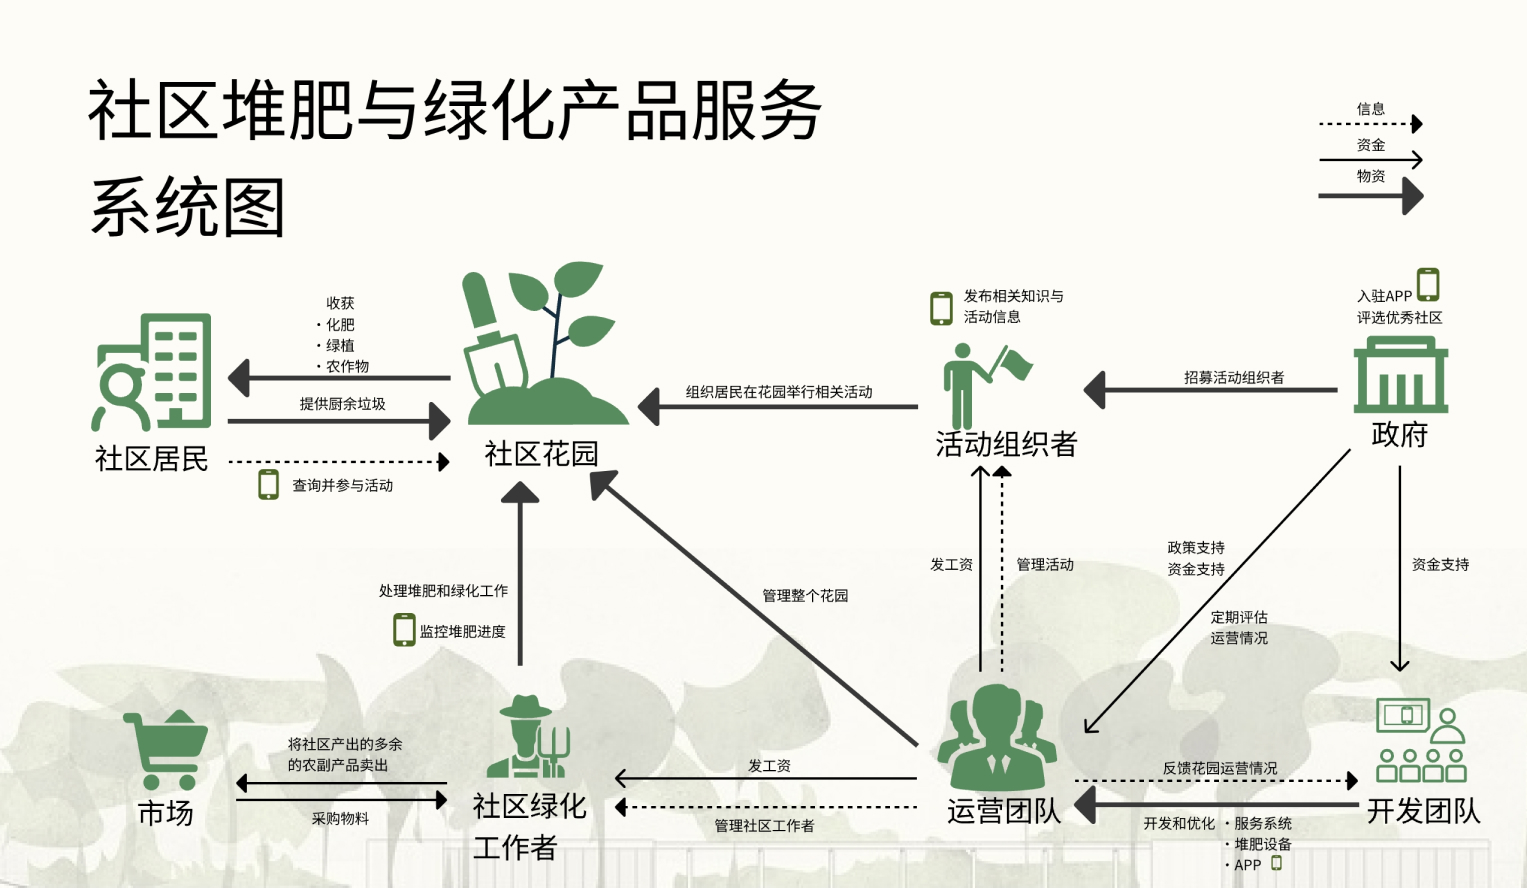 社区堆肥与绿化产品服务
系统图
信息
资金
物资
收获
·化肥
·绿植
·农作物
提供厨余垃圾
社区居民
查询并参与活动
社区花园
组织居民在花园举行相关活动
发布相关知识与
活动信息
活动组织者
招募活动组织者
入驻APP
评选优秀社区
政府
处理堆肥和绿化工作
监控堆肥进度
管理整个花园
发工资
管理活动
政策支持
资金支持
定期评估
运营情况
资金支持
市场
将社区产出的多余
的农副产品卖出
采购物料
社区绿化
工作者
发工资
管理社区工作者
运营团队
反馈花园运营情况
开发和优化
·服务系统
·堆肥设备
·APP
开发团队